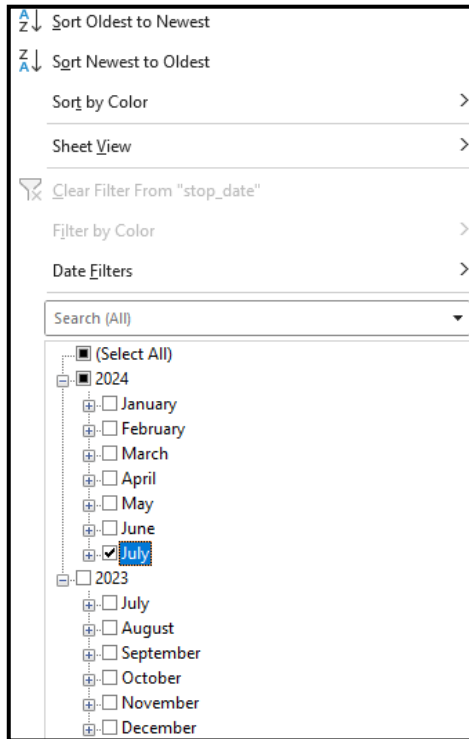 Sort Oldest to Newest
Sort Newest to Oldest
Sort by Color
Sheet View
Clear Filter From "stop_date"
Filter by Color
Date Filters
Search (All)
(Select All)
2024
January
February
March
April
May
June
July
2023
July
August
September
October
November
December